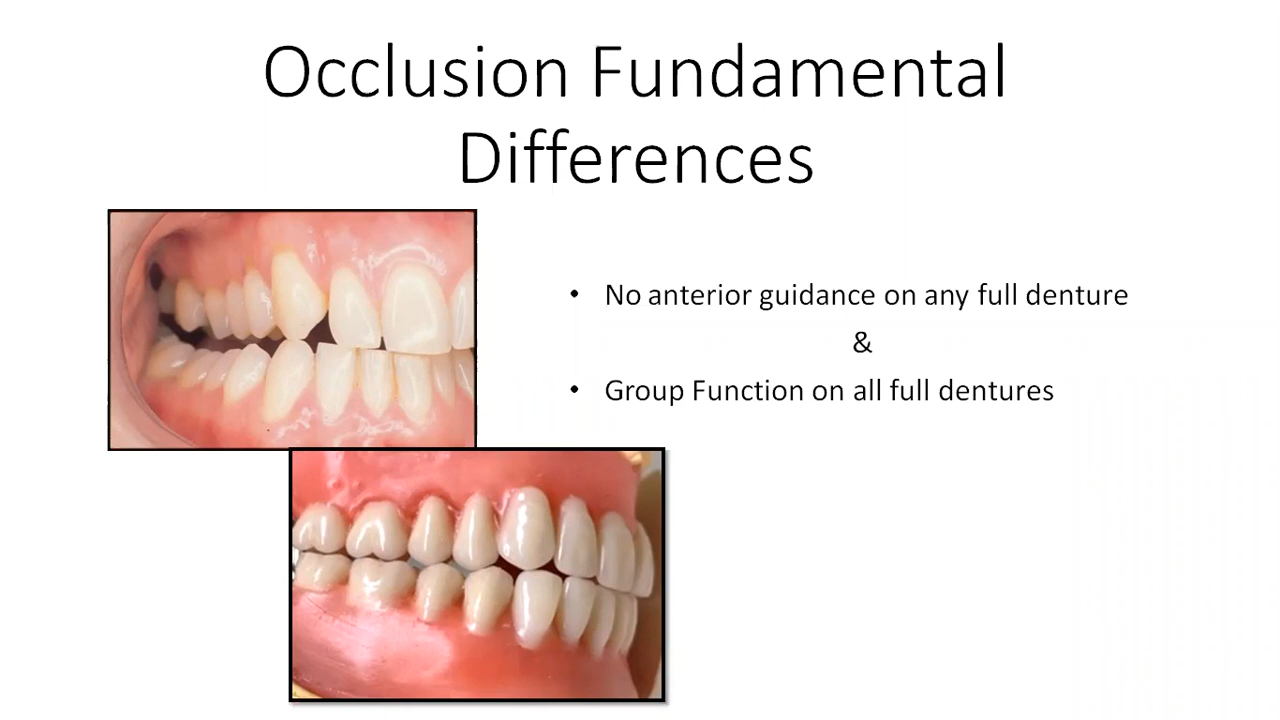 Occlusion Fundamental
Differences
• No anterior guidance on any full denture
&
• Group Function on all full dentures